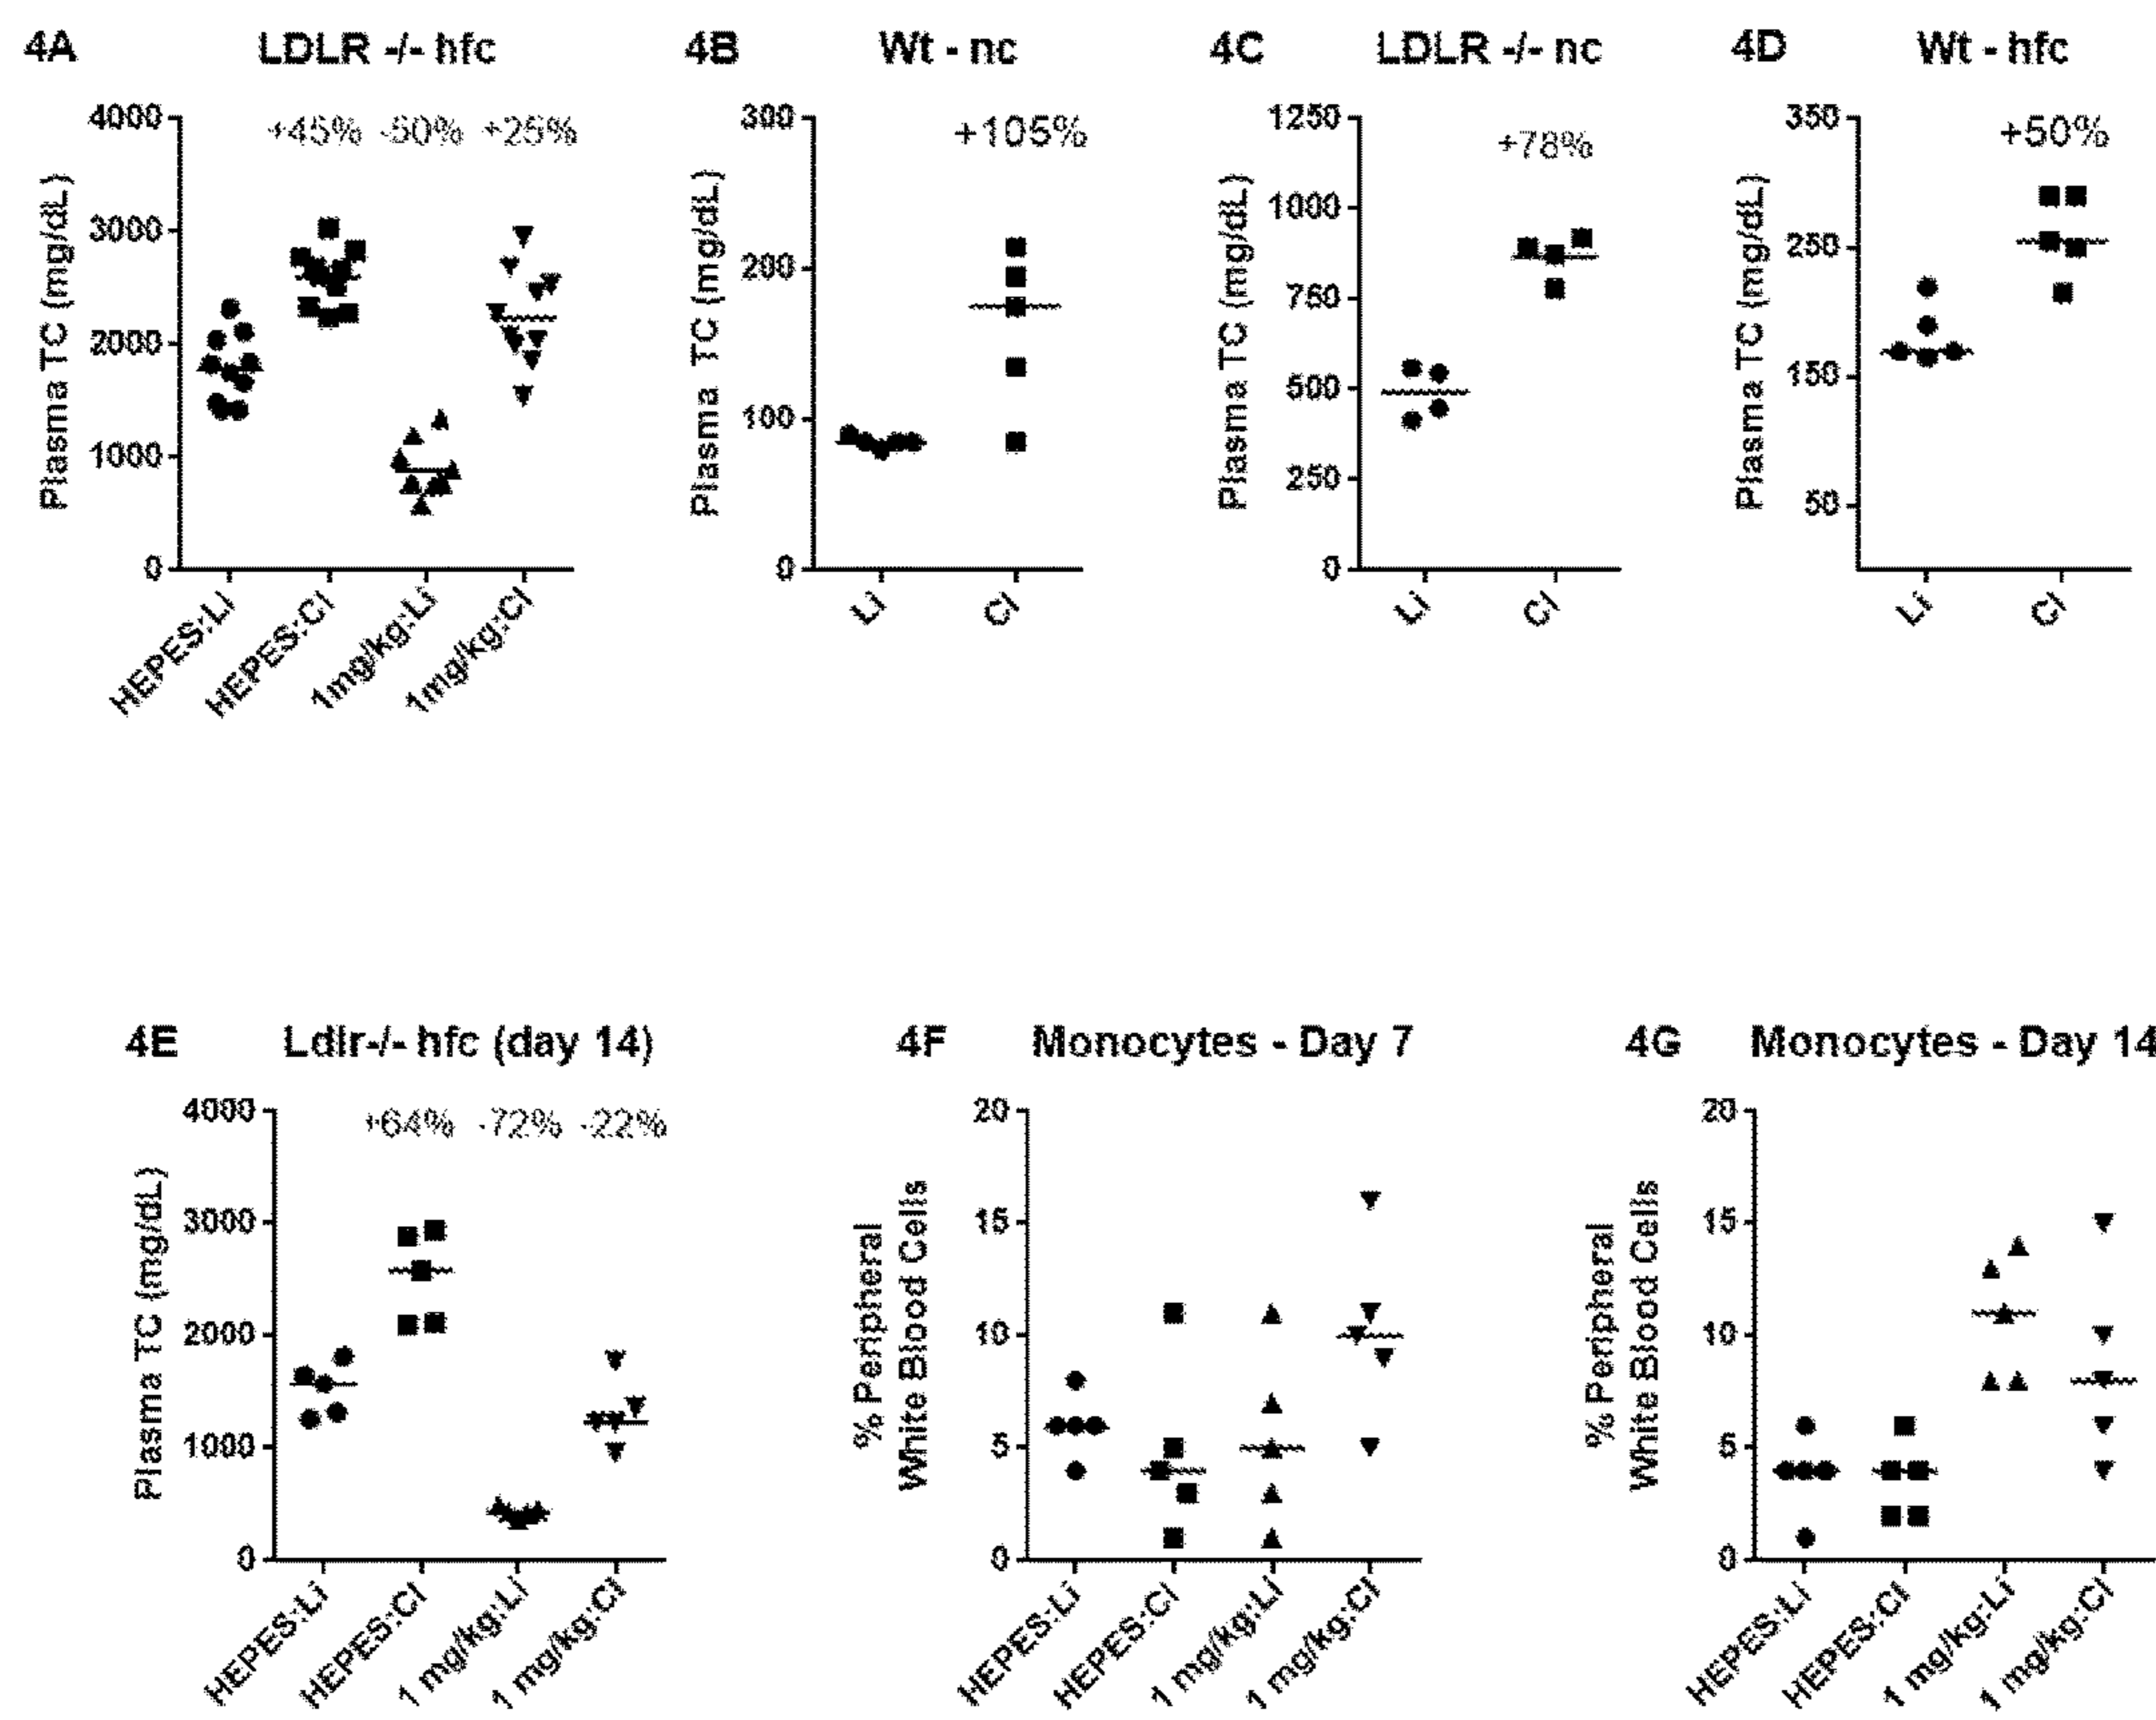 4A LDLR -/- hfc
4B Wt - nc
4C LDLR -/- nc
4D Wt - hfc
Plasma TC (mg/dL)
4000
3000
2000
1000
0
+45% -50% +25%
HEPES:Li
HEPES:Cl
1mg/kg:Li
1mg/kg:Cl
Plasma TC (mg/dL)
300
200
100
0
+105%
Li
Cl
Plasma TC (mg/dL)
1250
1000
750
500
250
0
+78%
Li
Cl
Plasma TC (mg/dL)
350
250
150
50
+50%
Li
Cl
4E Ldlr-/- hfc (day 14)
4F Monocytes - Day 7
4G Monocytes - Day 14
Plasma TC (mg/dL)
4000
3000
2000
1000
0
+64% -72% -22%
HEPES:Li
HEPES:Cl
1 mg/kg:Li
1 mg/kg:Cl
% Peripheral
White Blood Cells
20
15
10
5
0
HEPES:Li
HEPES:Cl
1 mg/kg:Li
1 mg/kg:Cl
% Peripheral
White Blood Cells
20
15
10
5
0
HEPES:Li
HEPES:Cl
1 mg/kg:Li
1 mg/kg:Cl